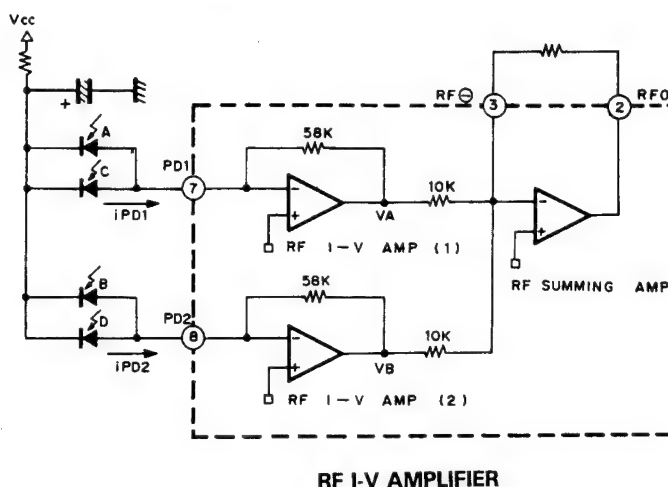 Vcc
+
A
C
PD1
7
iPD1
58K
-
+
VA
RF I-V AMP (1)
10K
RF⊖
3
2
RFO
-
+
RF SUMMING AMP
B
D
PD2
8
iPD2
58K
-
+
VB
RF I-V AMP (2)
10K
RF I-V AMPLIFIER